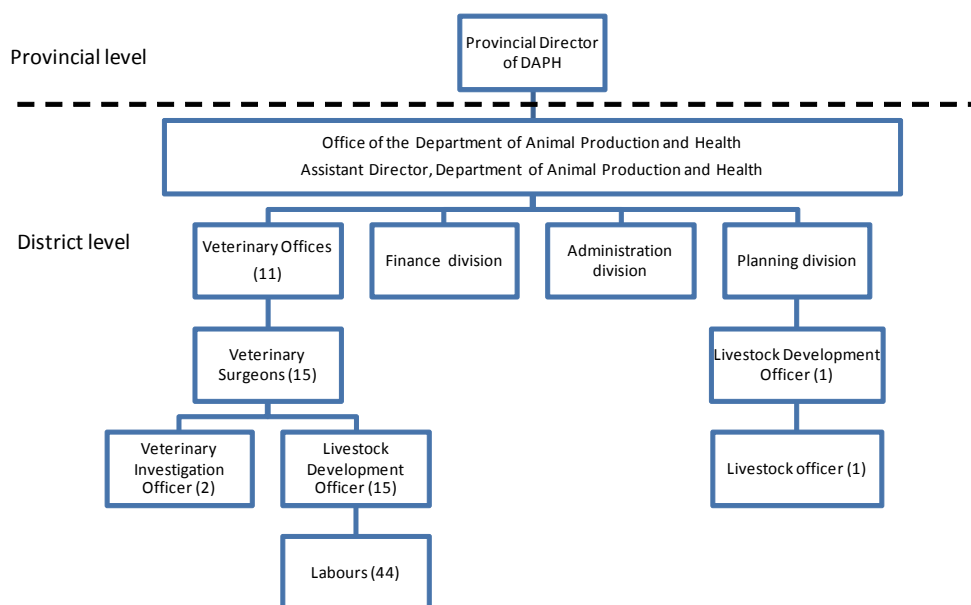 Provincial level
Provincial Director
of DAPH
Office of the Department of Animal Production and Health
Assistant Director, Department of Animal Production and Health
District level
Veterinary Offices
(11)
Finance division
Administration
division
Planning division
Veterinary
Surgeons (15)
Livestock Development
Officer (1)
Veterinary
Investigation
Officer (2)
Livestock
Development
Officer (15)
Livestock officer (1)
Labours (44)